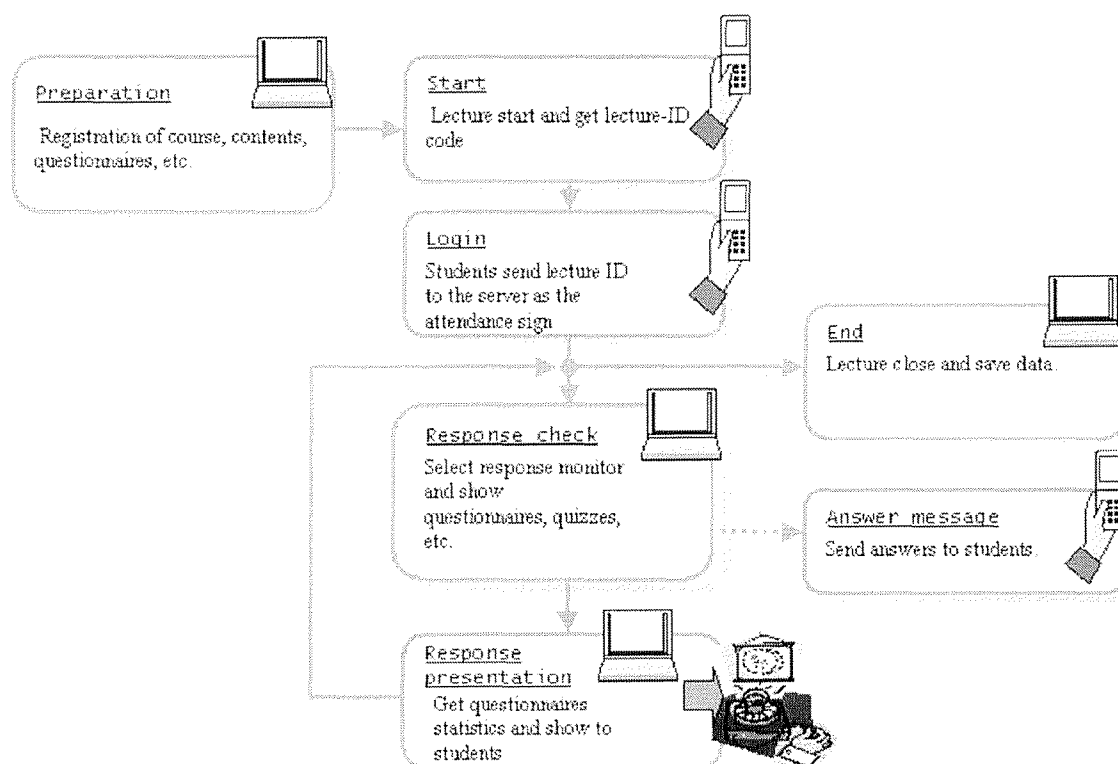 Preparation
Registration of course, contents,
questionnaires, etc.
Start
Lecture start and get lecture-ID
code
Login
Students send lecture ID
to the server as the
attendance sign
End
Lecture close and save data.
Response check
Select response monitor
and show
questionnaires, quizzes,
etc.
Answer message
Send answers to students.
Response
presentation
Get questionnaires
statistics and show to
students